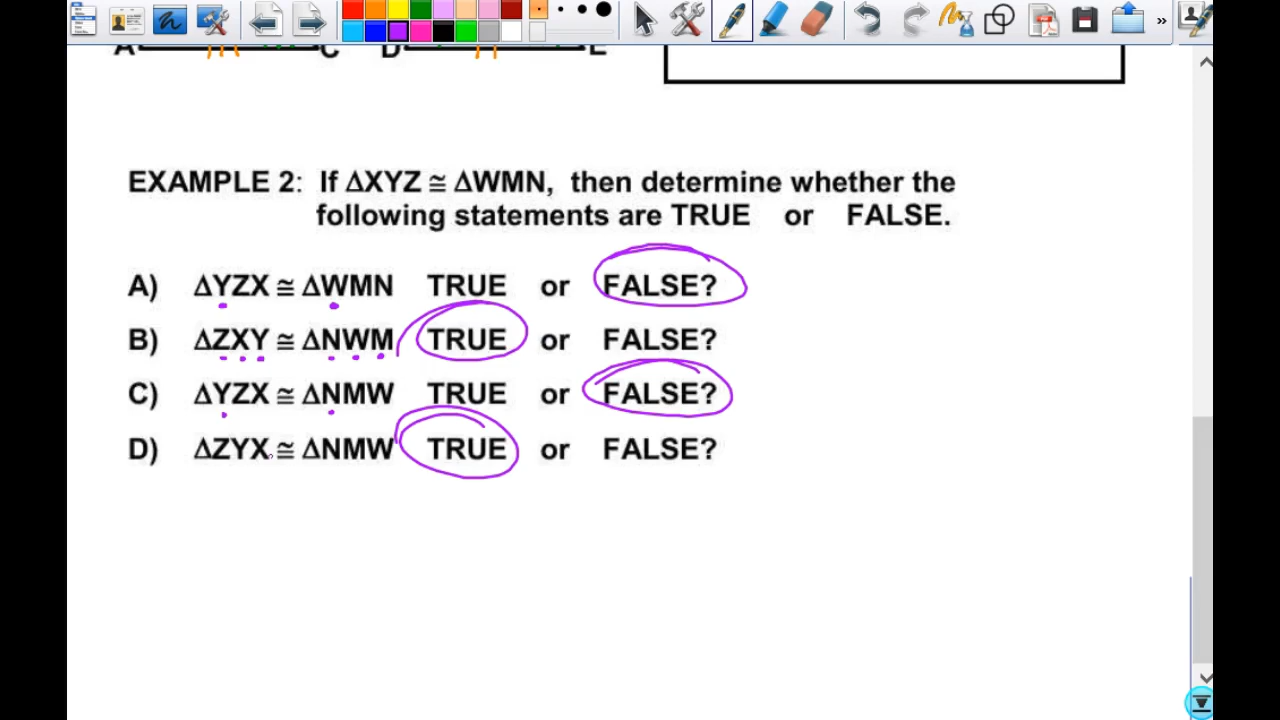 A C D E
EXAMPLE 2: If ΔXYZ ≅ ΔWMN, then determine whether the
following statements are TRUE or FALSE.
A) ΔYZX ≅ ΔWMN TRUE or FALSE?
B) ΔZXY ≅ ΔNWM TRUE or FALSE?
C) ΔYZX ≅ ΔNMW TRUE or FALSE?
D) ΔZYX ≅ ΔNMW TRUE or FALSE?